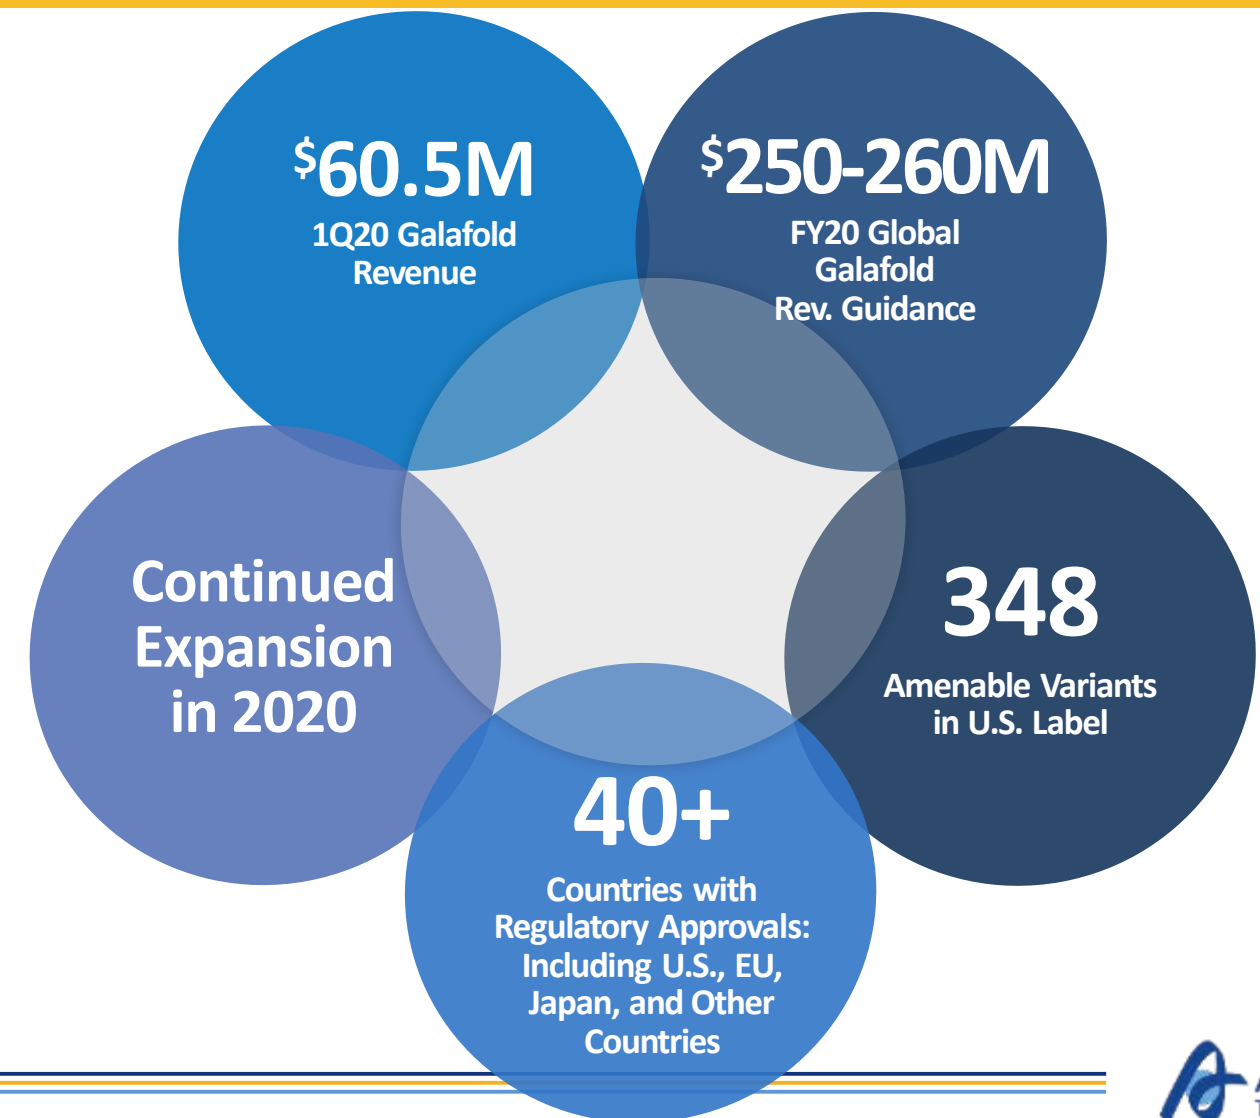 $60.5M
1Q20 Galafold
Revenue
$250-260M
FY20 Global
Galafold
Rev. Guidance
Continued
Expansion
in 2020
348
Amenable Variants
in U.S. Label
40+
Countries with
Regulatory Approvals:
Including U.S., EU,
Japan, and Other
Countries